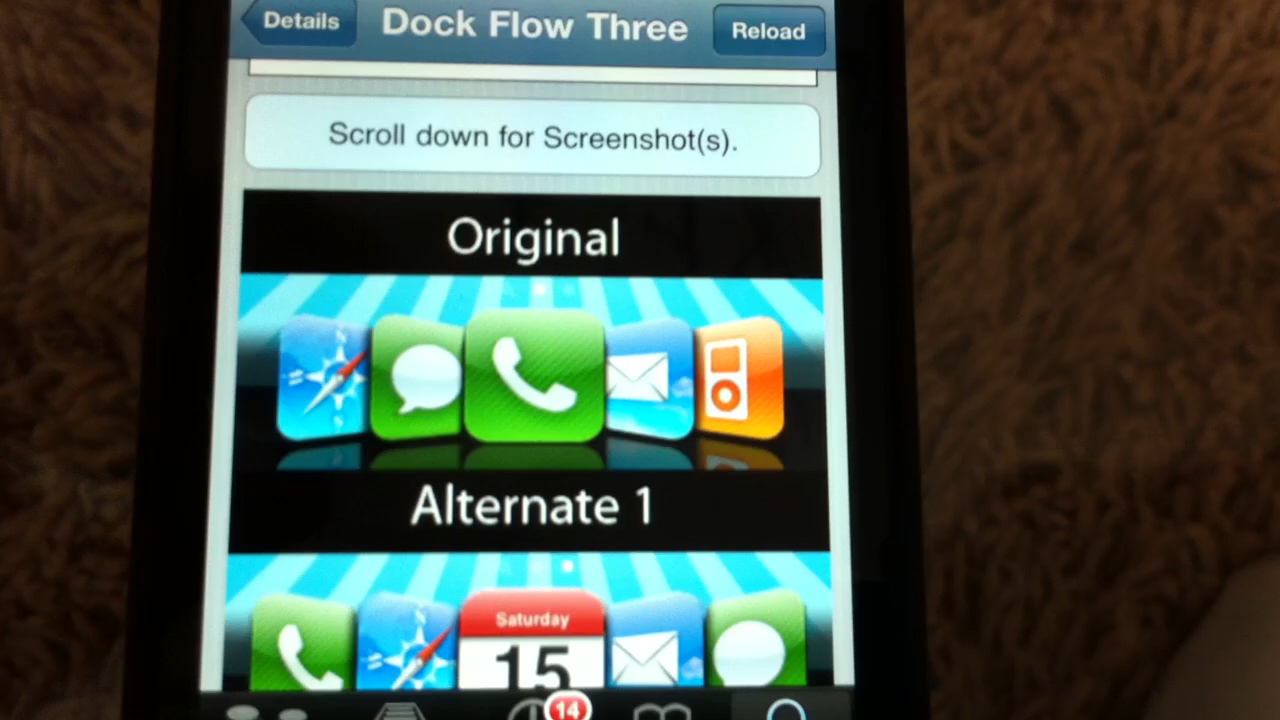 Details
Dock Flow Three
Reload
Scroll down for Screenshot(s).
Original
N
Alternate 1
N
Saturday
15
14